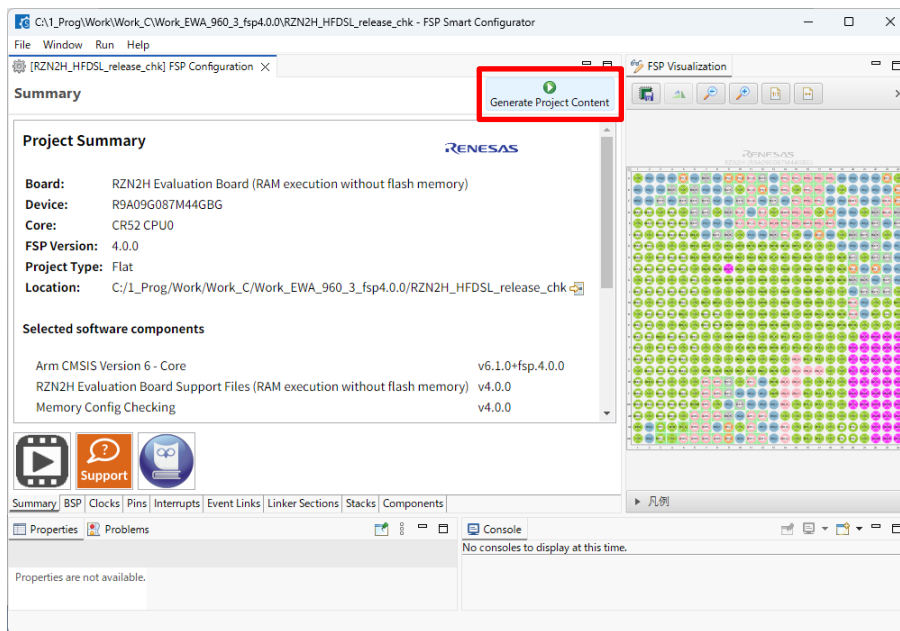 C:\1_Prog\Work\Work_C\Work_EWA_960_3_fsp4.0.0\RZN2H_HFDSL_release_chk - FSP Smart Configurator
File Window Run Help
[RZN2H_HFDSL_release_chk] FSP Configuration
FSP Visualization
Summary
Generate Project Content
Project Summary
RENESAS
Board: RZN2H Evaluation Board (RAM execution without flash memory)
Device: R9A09G087M44GBG
Core: CR52 CPU0
FSP Version: 4.0.0
Project Type: Flat
Location: C:/1_Prog/Work/Work_C/Work_EWA_960_3_fsp4.0.0/RZN2H_HFDSL_release_chk
Selected software components
Arm CMSIS Version 6 - Core v6.1.0+fsp.4.0.0
RZN2H Evaluation Board Support Files (RAM execution without flash memory) v4.0.0
Memory Config Checking v4.0.0
RENESAS
Support
Summary BSP Clocks Pins Interrupts Event Links Linker Sections Stacks Components
凡例
Properties Problems
Console
No consoles to display at this time.
Properties are not available.